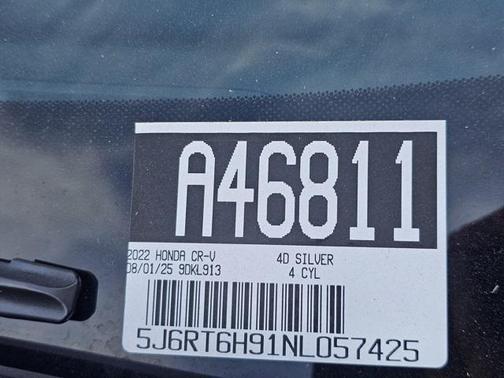 A46811
2022 HONDA CR-V 4D SILVER
08/01/25 9DKL913 4 CYL
5J6RT6H91NL057425